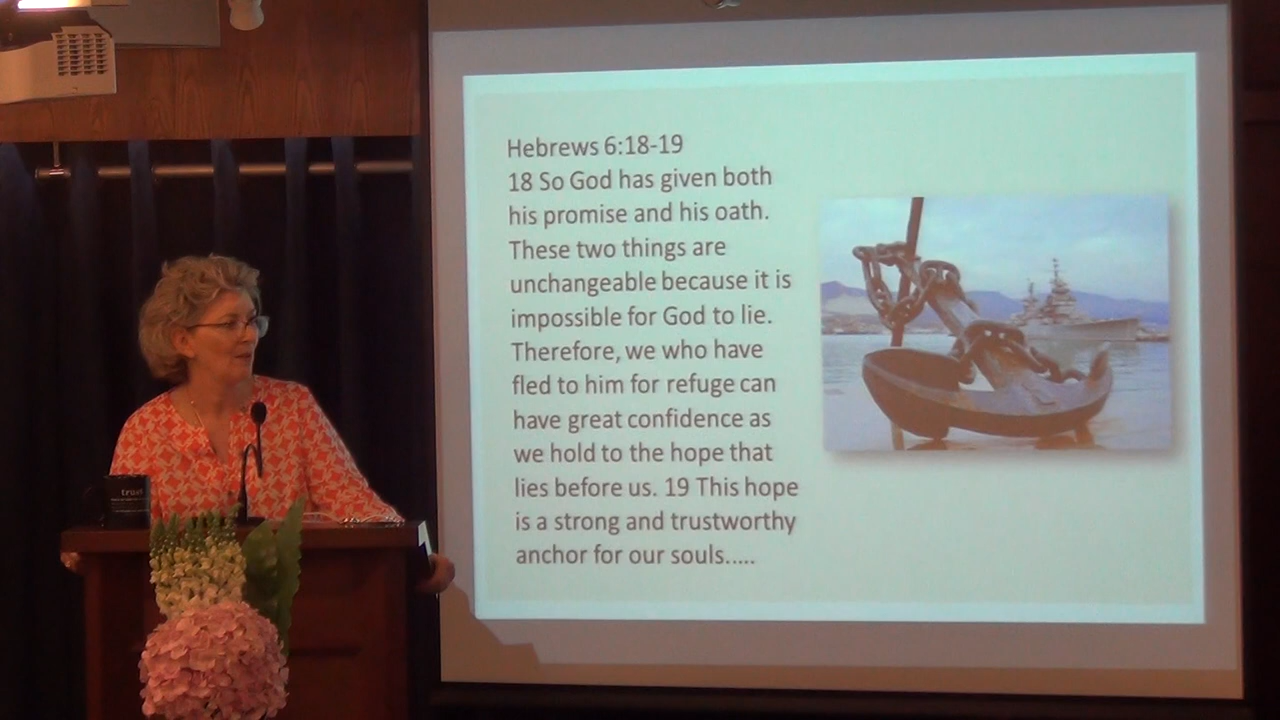 Hebrews 6:18-19
18 So God has given both
his promise and his oath.
These two things are
unchangeable because it is
impossible for God to lie.
Therefore, we who have
fled to him for refuge can
have great confidence as
we hold to the hope that
lies before us. 19 This hope
is a strong and trustworthy
anchor for our souls.....
trust